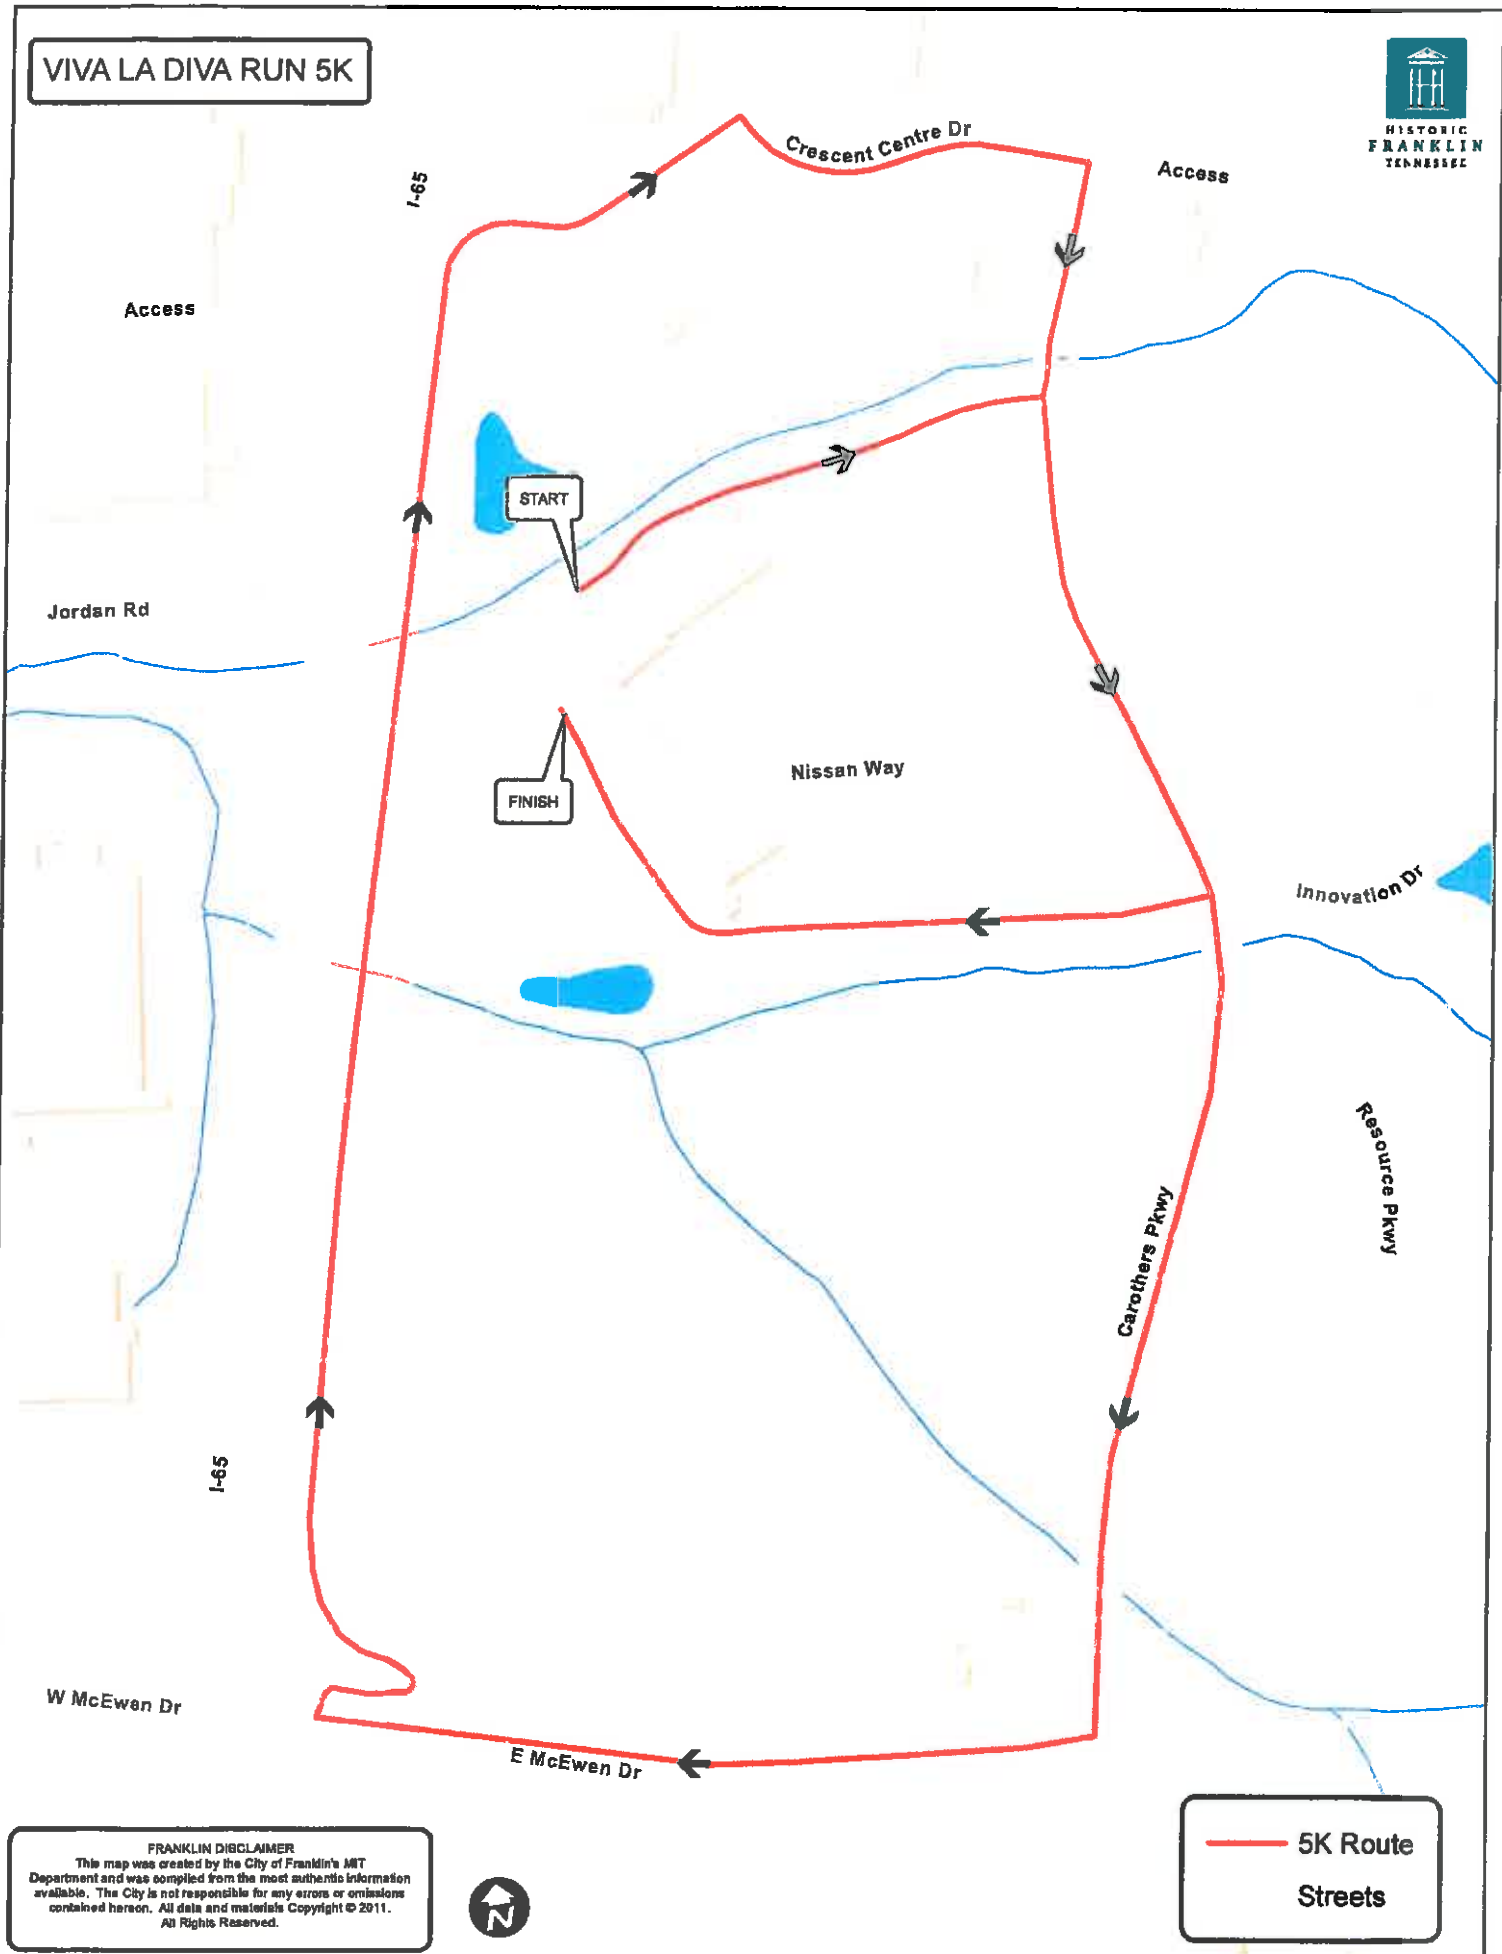 VIVA LA DIVA RUN 5K
HISTORIC
FRANKLIN
TENNESSEE
Crescent Centre Dr
Access
I-65
Access
START
Jordan Rd
Nissan Way
FINISH
Innovation Dr
Resource Pkwy
Carothers Pkwy
I-65
W McEwen Dr
E McEwen Dr
FRANKLIN DISCLAIMER
This map was created by the City of Franklin's MIT
Department and was compiled from the most authentic information
available. The City is not responsible for any errors or omissions
contained hereon. All data and materials Copyright © 2011.
All Rights Reserved.
N
5K Route
Streets